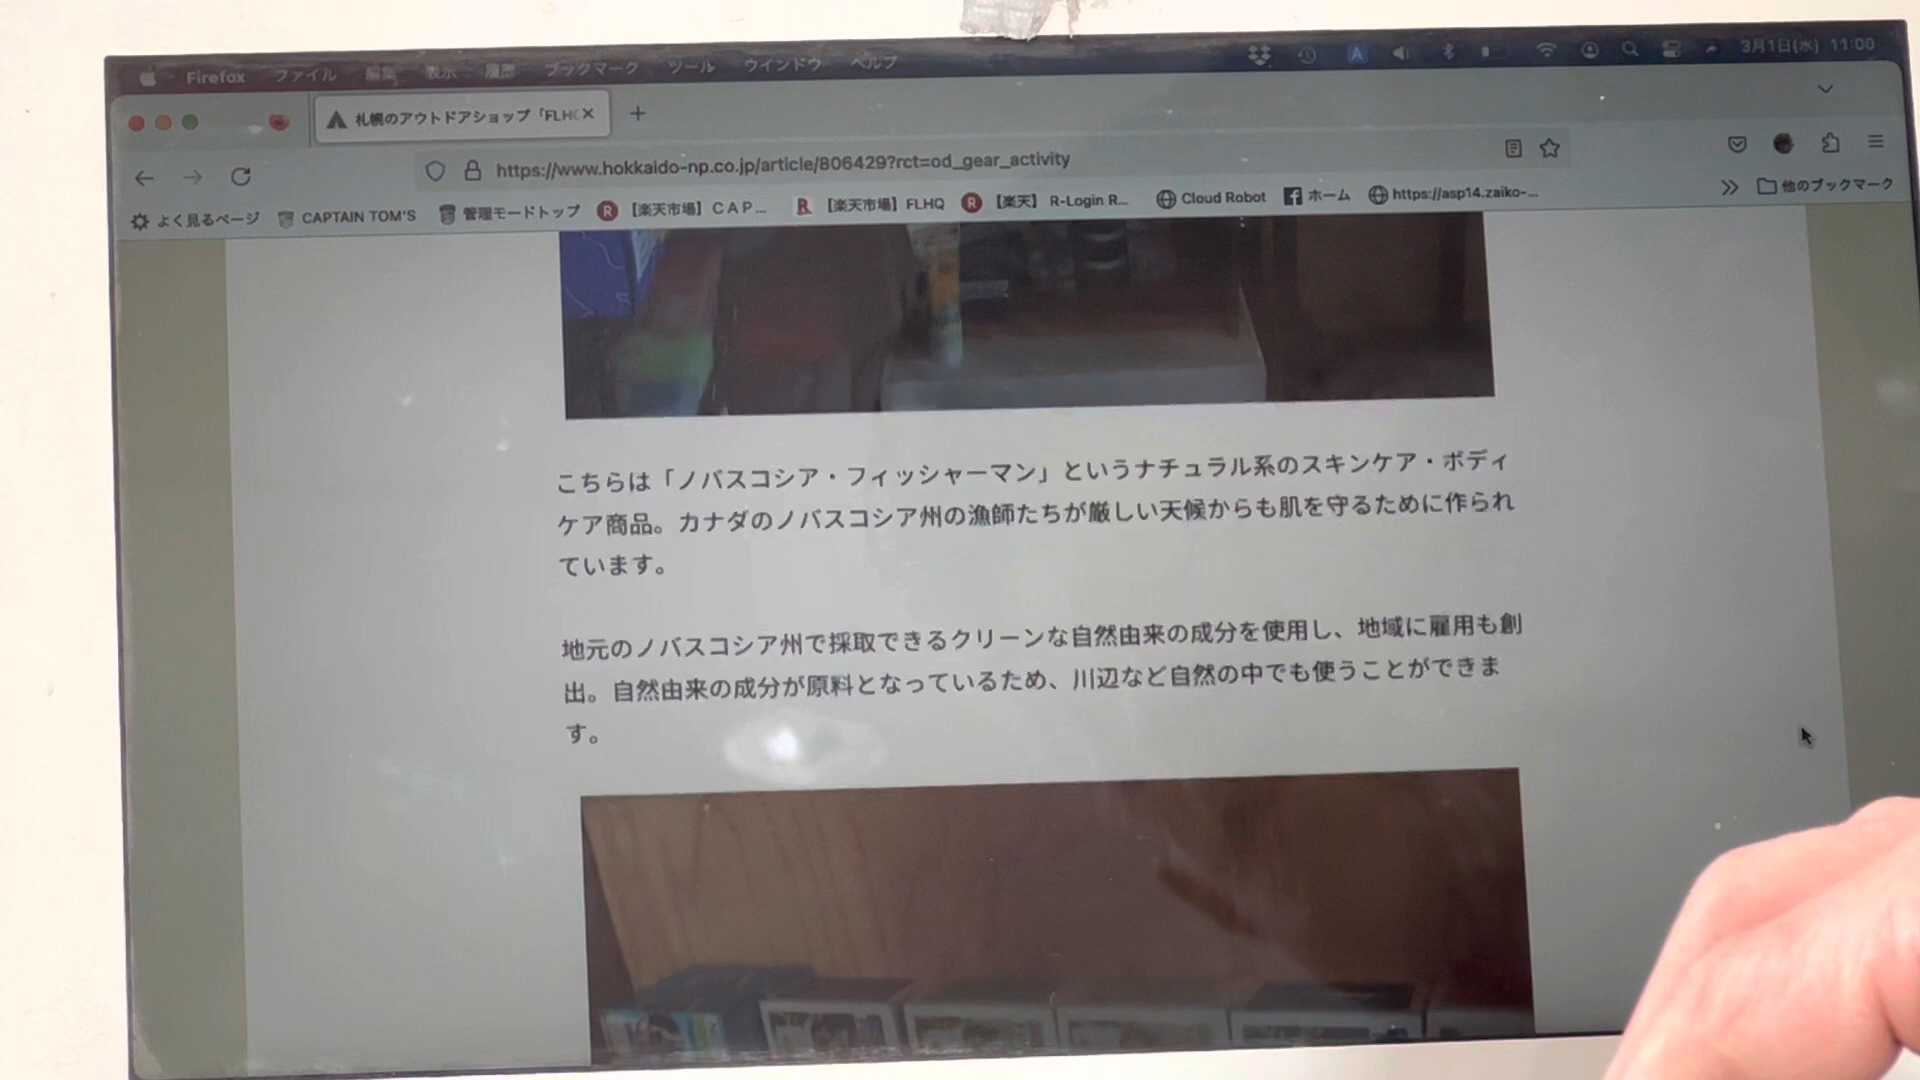 Firefox ファイル 編集 表示 履歴 ブックマーク ツール ウインドウ ヘルプ A 3月1日(水) 11:00
札幌のアウトドアショップ「FLHQ
https://www.hokkaido-np.co.jp/article/806429?rct=od_gear_activity
よく見るページ CAPTAIN TOM'S 管理モードトップ 【楽天市場】CAP... 【楽天市場】FLHQ 【楽天】R-Login R... Cloud Robot ホーム https://asp14.zaiko-... 他のブックマーク
こちらは「ノバスコシア・フィッシャーマン」というナチュラル系のスキンケア・ボディ
ケア商品。カナダのノバスコシア州の漁師たちが厳しい天候からも肌を守るために作られ
ています。
地元のノバスコシア州で採取できるクリーンな自然由来の成分を使用し、地域に雇用も創
出。自然由来の成分が原料となっているため、川辺など自然の中でも使うことができま
す。